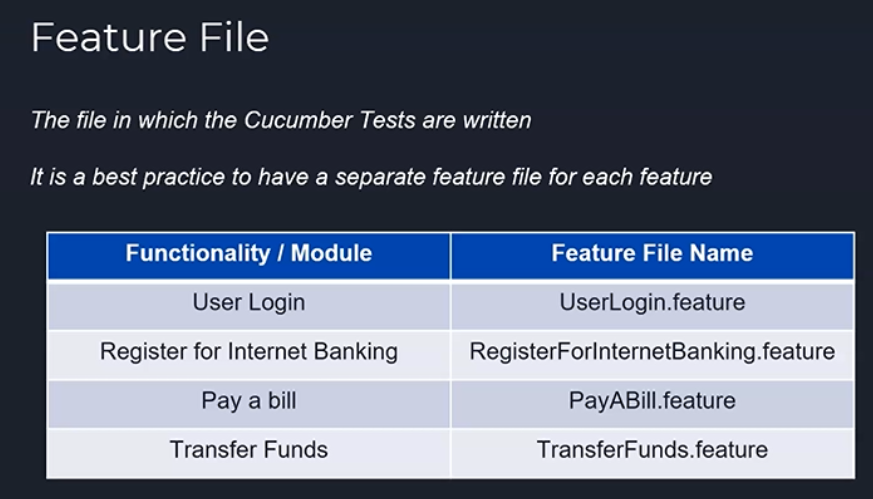 Feature File
The file in which the Cucumber Tests are written
It is a best practice to have a separate feature file for each feature
Functionality / Module Feature File Name
User Login UserLogin.feature
Register for Internet Banking RegisterForInternetBanking.feature
Pay a bill PayABill.feature
Transfer Funds TransferFunds.feature